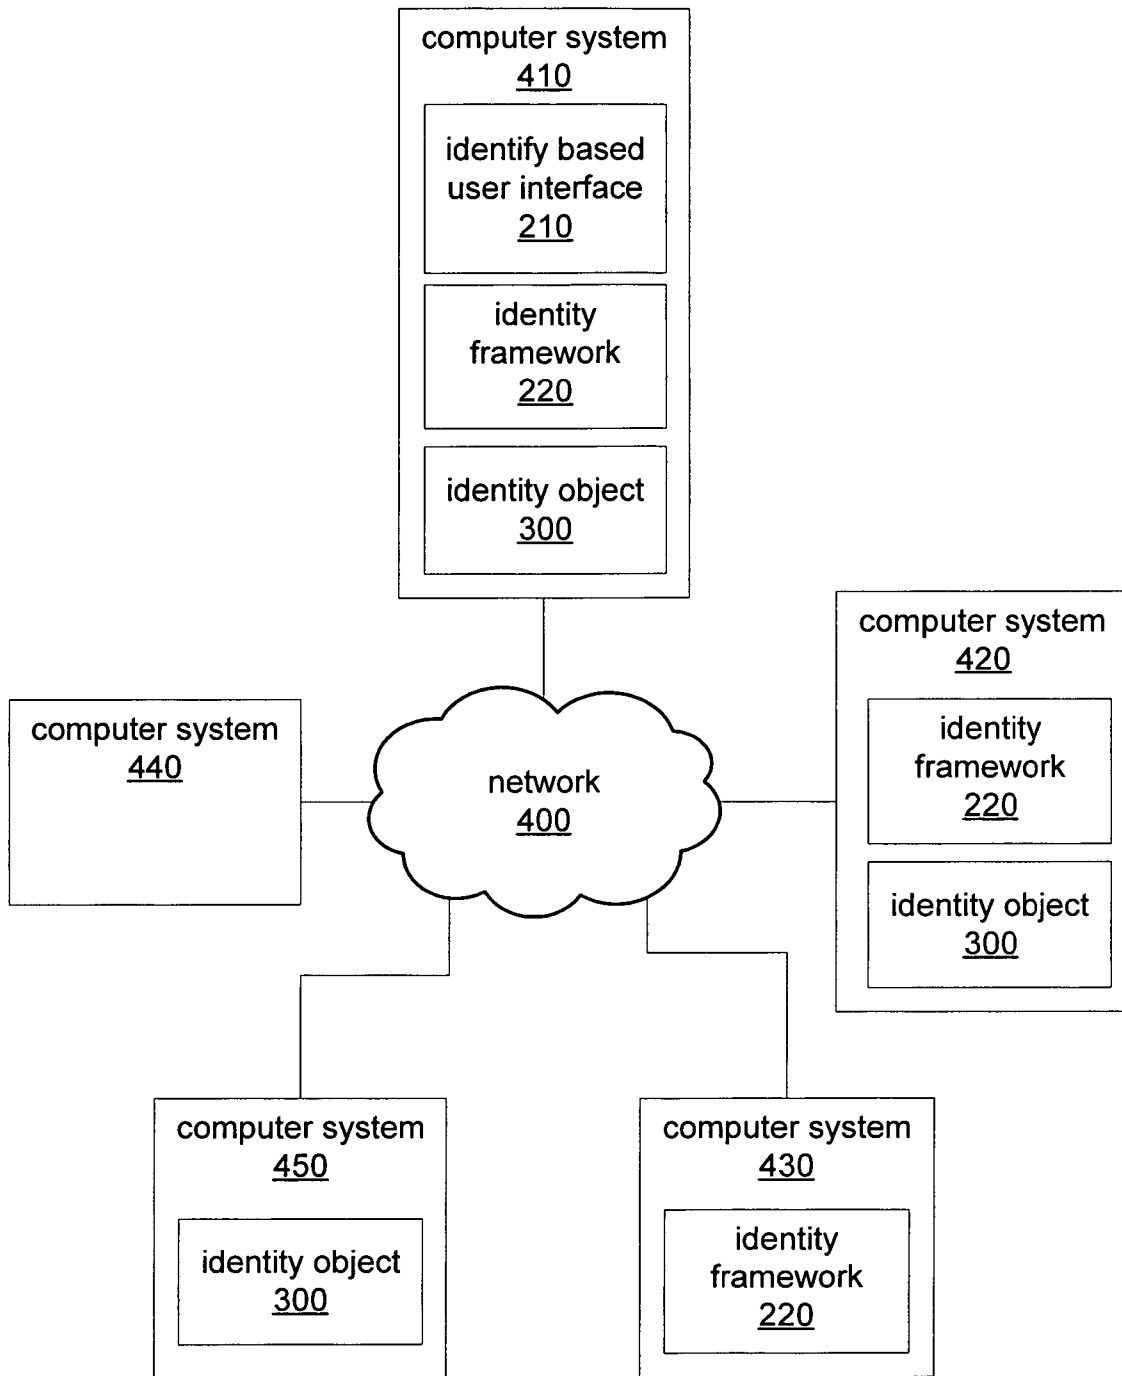 computer system
410
identify based
user interface
210
identity
framework
220
identity object
300
computer system
420
identity
framework
220
identity object
300
computer system
440
network
400
computer system
450
identity object
300
computer system
430
identity
framework
220